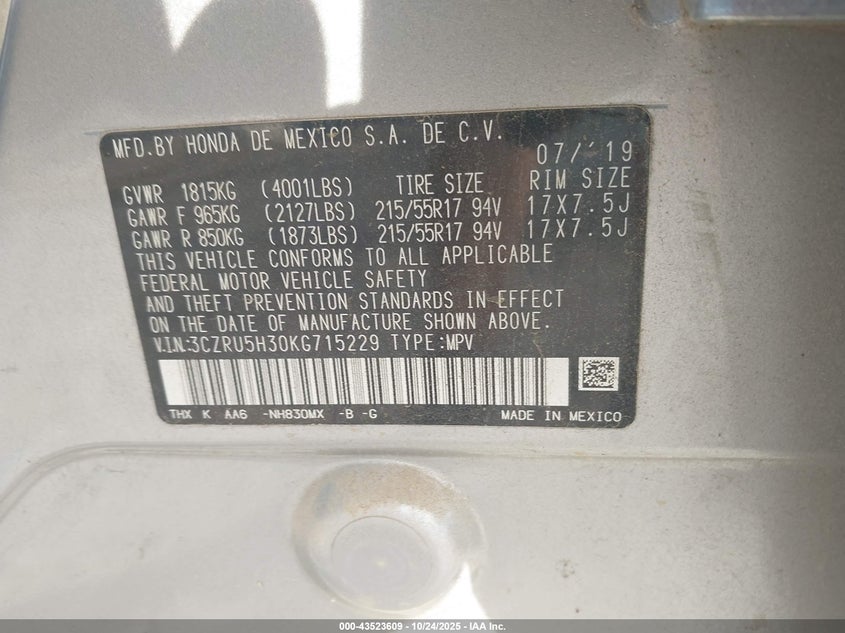 MFD.BY HONDA DE MEXICO S.A. DE C.V.
07/'19
GVWR 1815KG (4001LBS) TIRE SIZE RIM SIZE
GAWR F 965KG (2127LBS) 215/55R17 94V 17X7.5J
GAWR R 850KG (1873LBS) 215/55R17 94V 17X7.5J
THIS VEHICLE CONFORMS TO ALL APPLICABLE
FEDERAL MOTOR VEHICLE SAFETY
AND THEFT PREVENTION STANDARDS IN EFFECT
ON THE DATE OF MANUFACTURE SHOWN ABOVE.
V.I.N:3CZRU5H30KG715229 TYPE:MPV
THX K AA6 -NH830MX -B -G MADE IN MEXICO
000-43523609 - 10/24/2025 - IAA Inc.